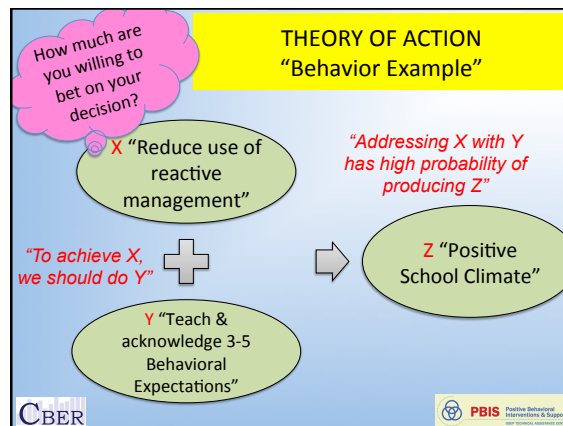 How much are
you willing to
bet on your
decision?
THEORY OF ACTION
“Behavior Example”
X “Reduce use of
reactive
management”
“Addressing X with Y
has high probability of
producing Z”
“To achieve X,
we should do Y”
Z “Positive
School Climate”
Y “Teach &
acknowledge 3-5
Behavioral
Expectations”
CBER
PBIS Positive Behavioral
Interventions & Suppo